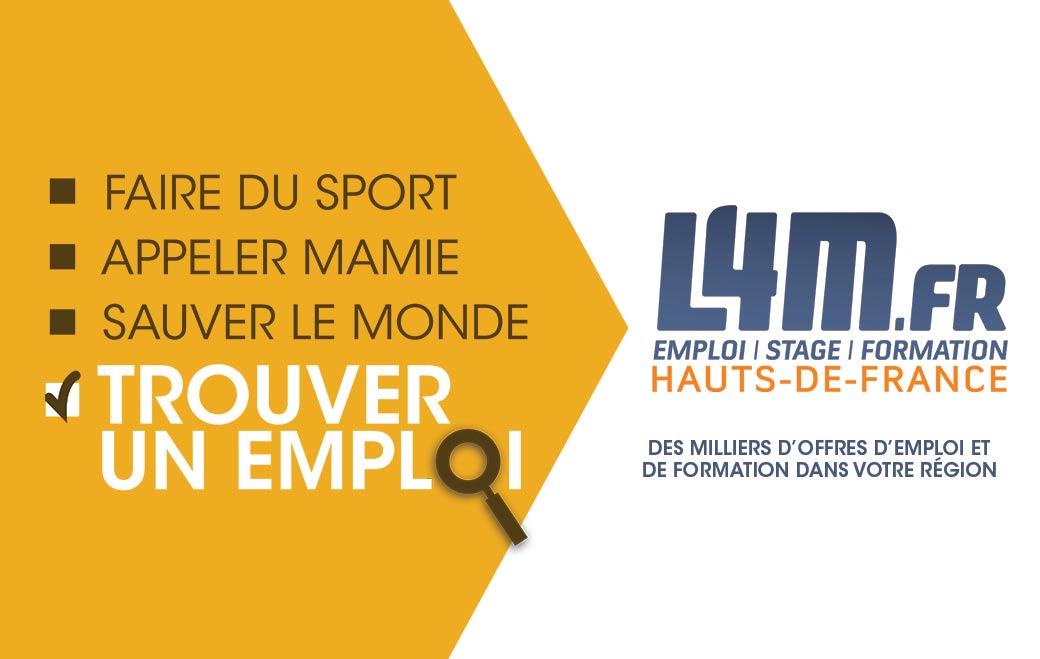 FAIRE DU SPORT
APPELER MAMIE
SAUVER LE MONDE
TROUVER
UN EMPLOI
L4M.FR
EMPLOI | STAGE | FORMATION
HAUTS-DE-FRANCE
DES MILLIERS D'OFFRES D'EMPLOI ET
DE FORMATION DANS VOTRE RÉGION